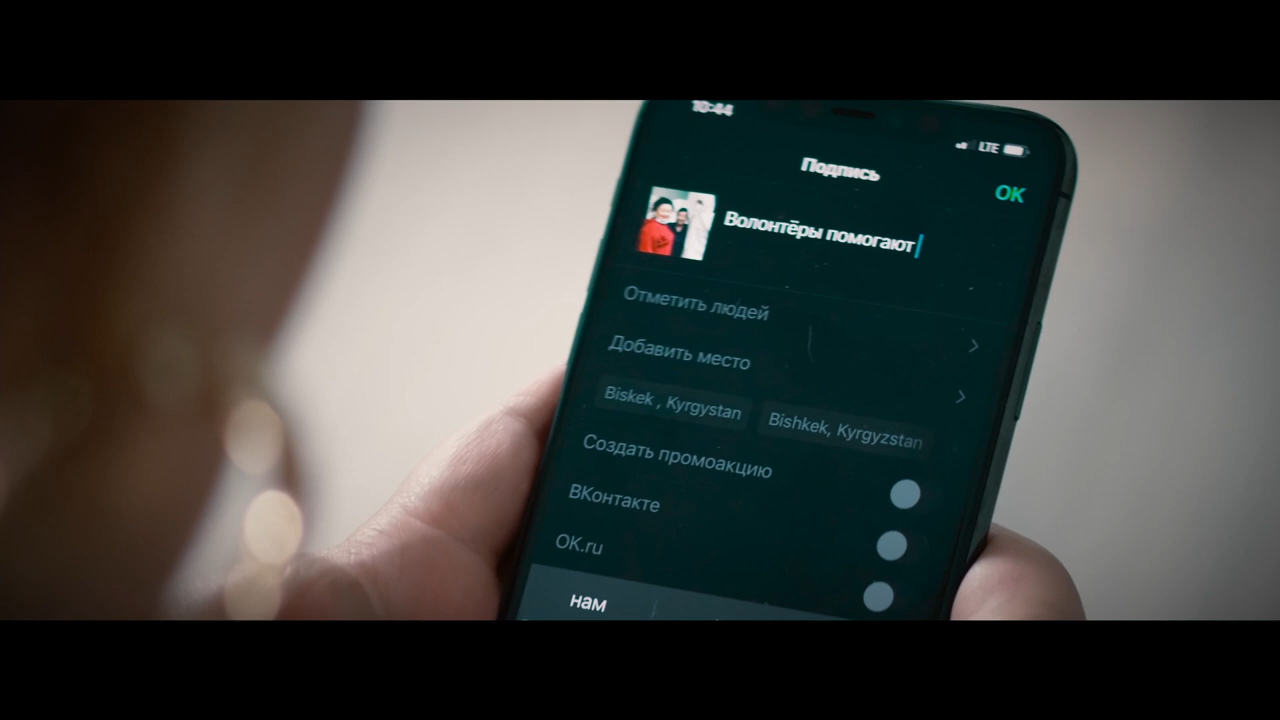 10:44
LTE
Подпись
OK
Волонтёры помогают
Отметить людей
Добавить место
Biskek , Kyrgystan Bishkek, Kyrgyzstan
Создать промоакцию
ВКонтакте
OK.ru
нам